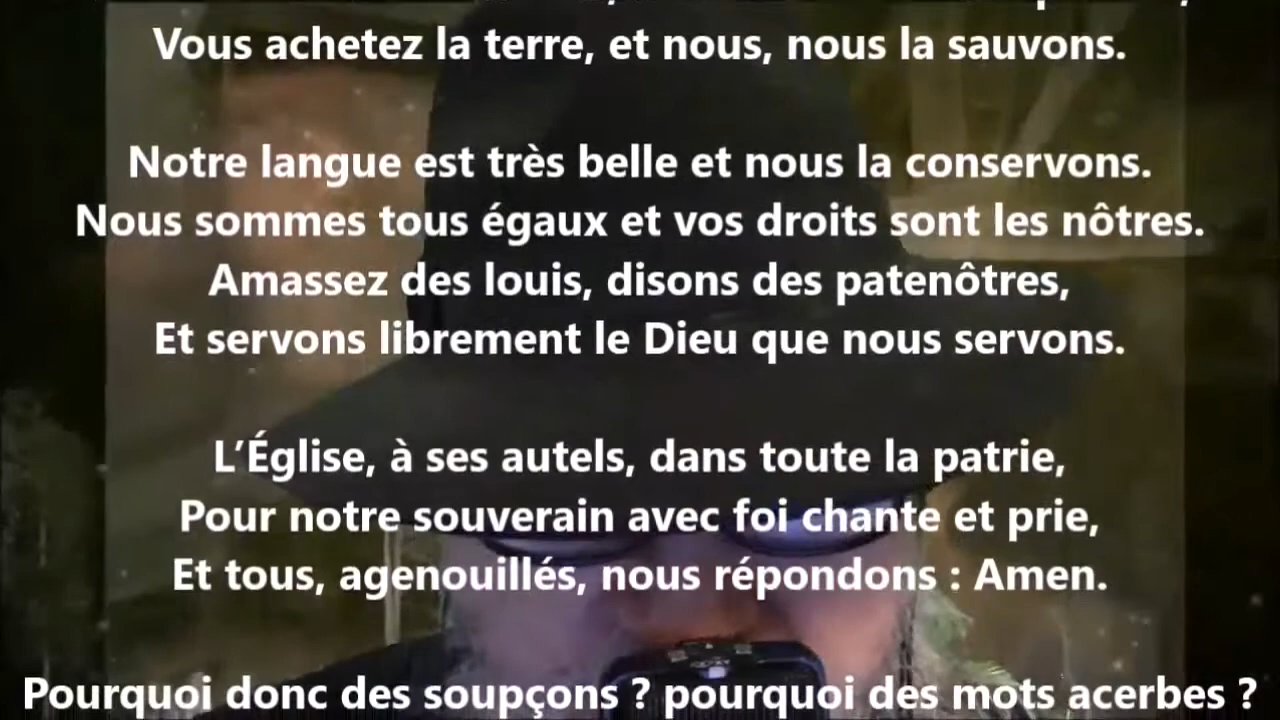 Vous achetez la terre, et nous, nous la sauvons.
Notre langue est très belle et nous la conservons.
Nous sommes tous égaux et vos droits sont les nôtres.
Amassez des louis, disons des patenôtres,
Et servons librement le Dieu que nous servons.
L’Église, à ses autels, dans toute la patrie,
Pour notre souverain avec foi chante et prie,
Et tous, agenouillés, nous répondons : Amen.
Pourquoi donc des soupçons ? pourquoi des mots acerbes ?